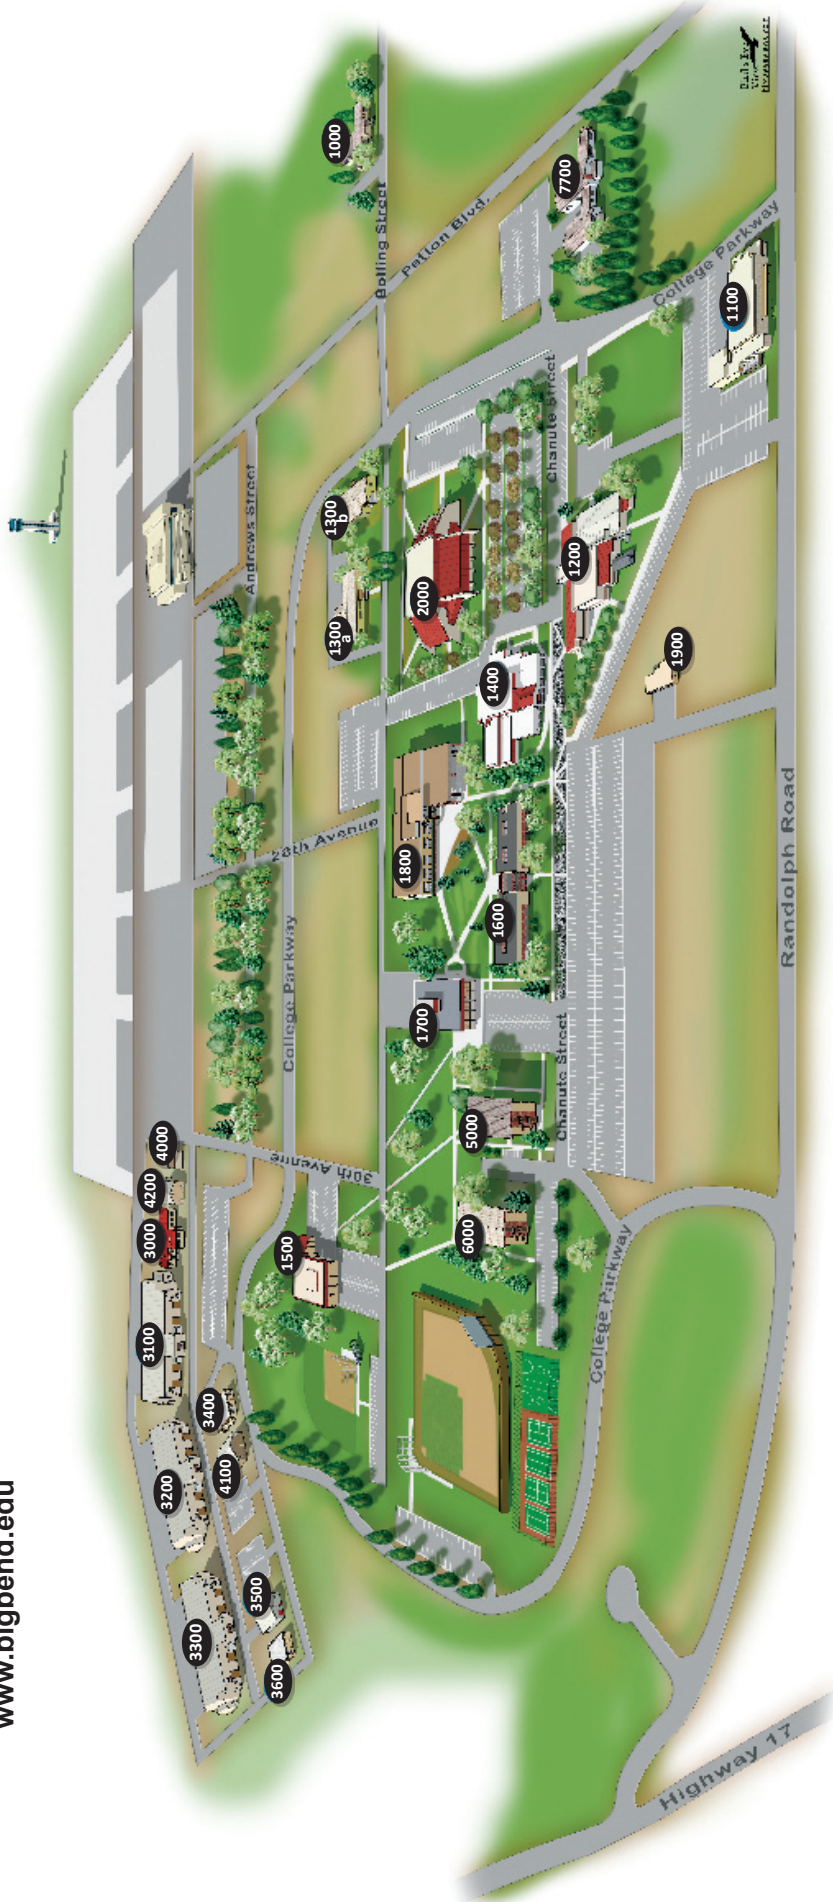 www.bigbend.edu
4000
4200
3000
3100
3200
3300
3400
4100
3500
3600
Andrews Street
College Parkway
28th Avenue
30th Avenue
1500
1000
Bolling Street
Patton Blvd.
1300
b
1300
a
2000
1800
1700
1400
1600
5000
6000
7700
Chanute Street
1200
Chanute Street
College Parkway
College Parkway
1100
1900
Randolph Road
Highway 17